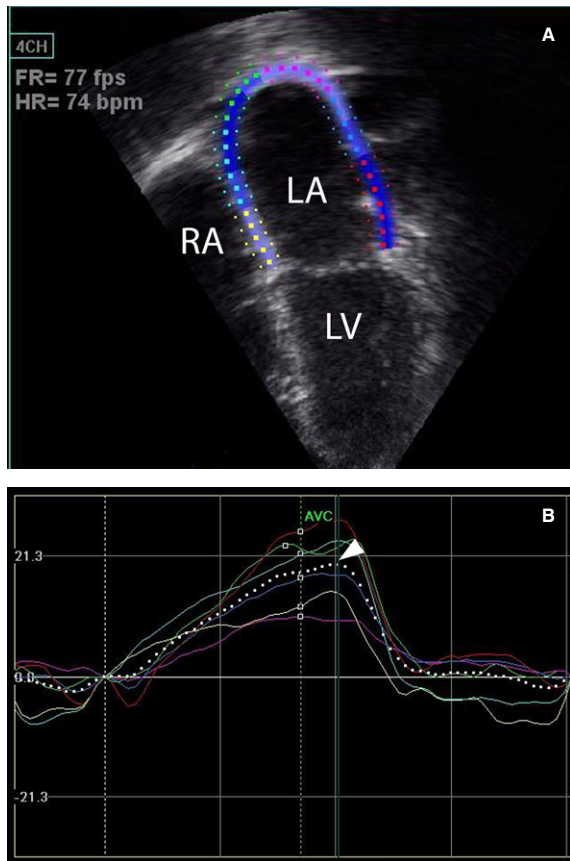 A
4CH
FR= 77 fps
HR= 74 bpm
LA
RA
LV
B
AVC
21.3
0.0
-21.3